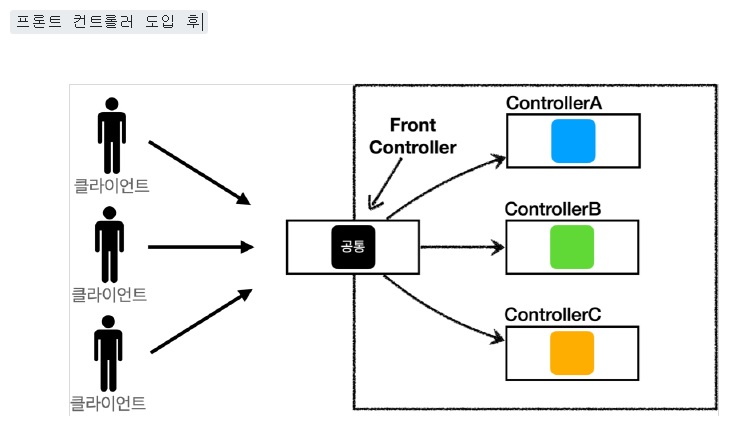 프론트 컨트롤러 도입 후
ControllerA
Front
Controller
클라이언트
ControllerB
공통
클라이언트
ControllerC
클라이언트